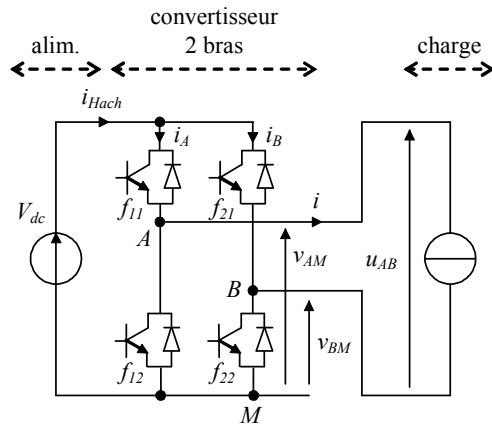 convertisseur
alim. 2 bras charge
i_Hach
i_A i_B
f_11 f_21 i
V_dc A
v_AM u_AB
B
v_BM
f_12 f_22
M